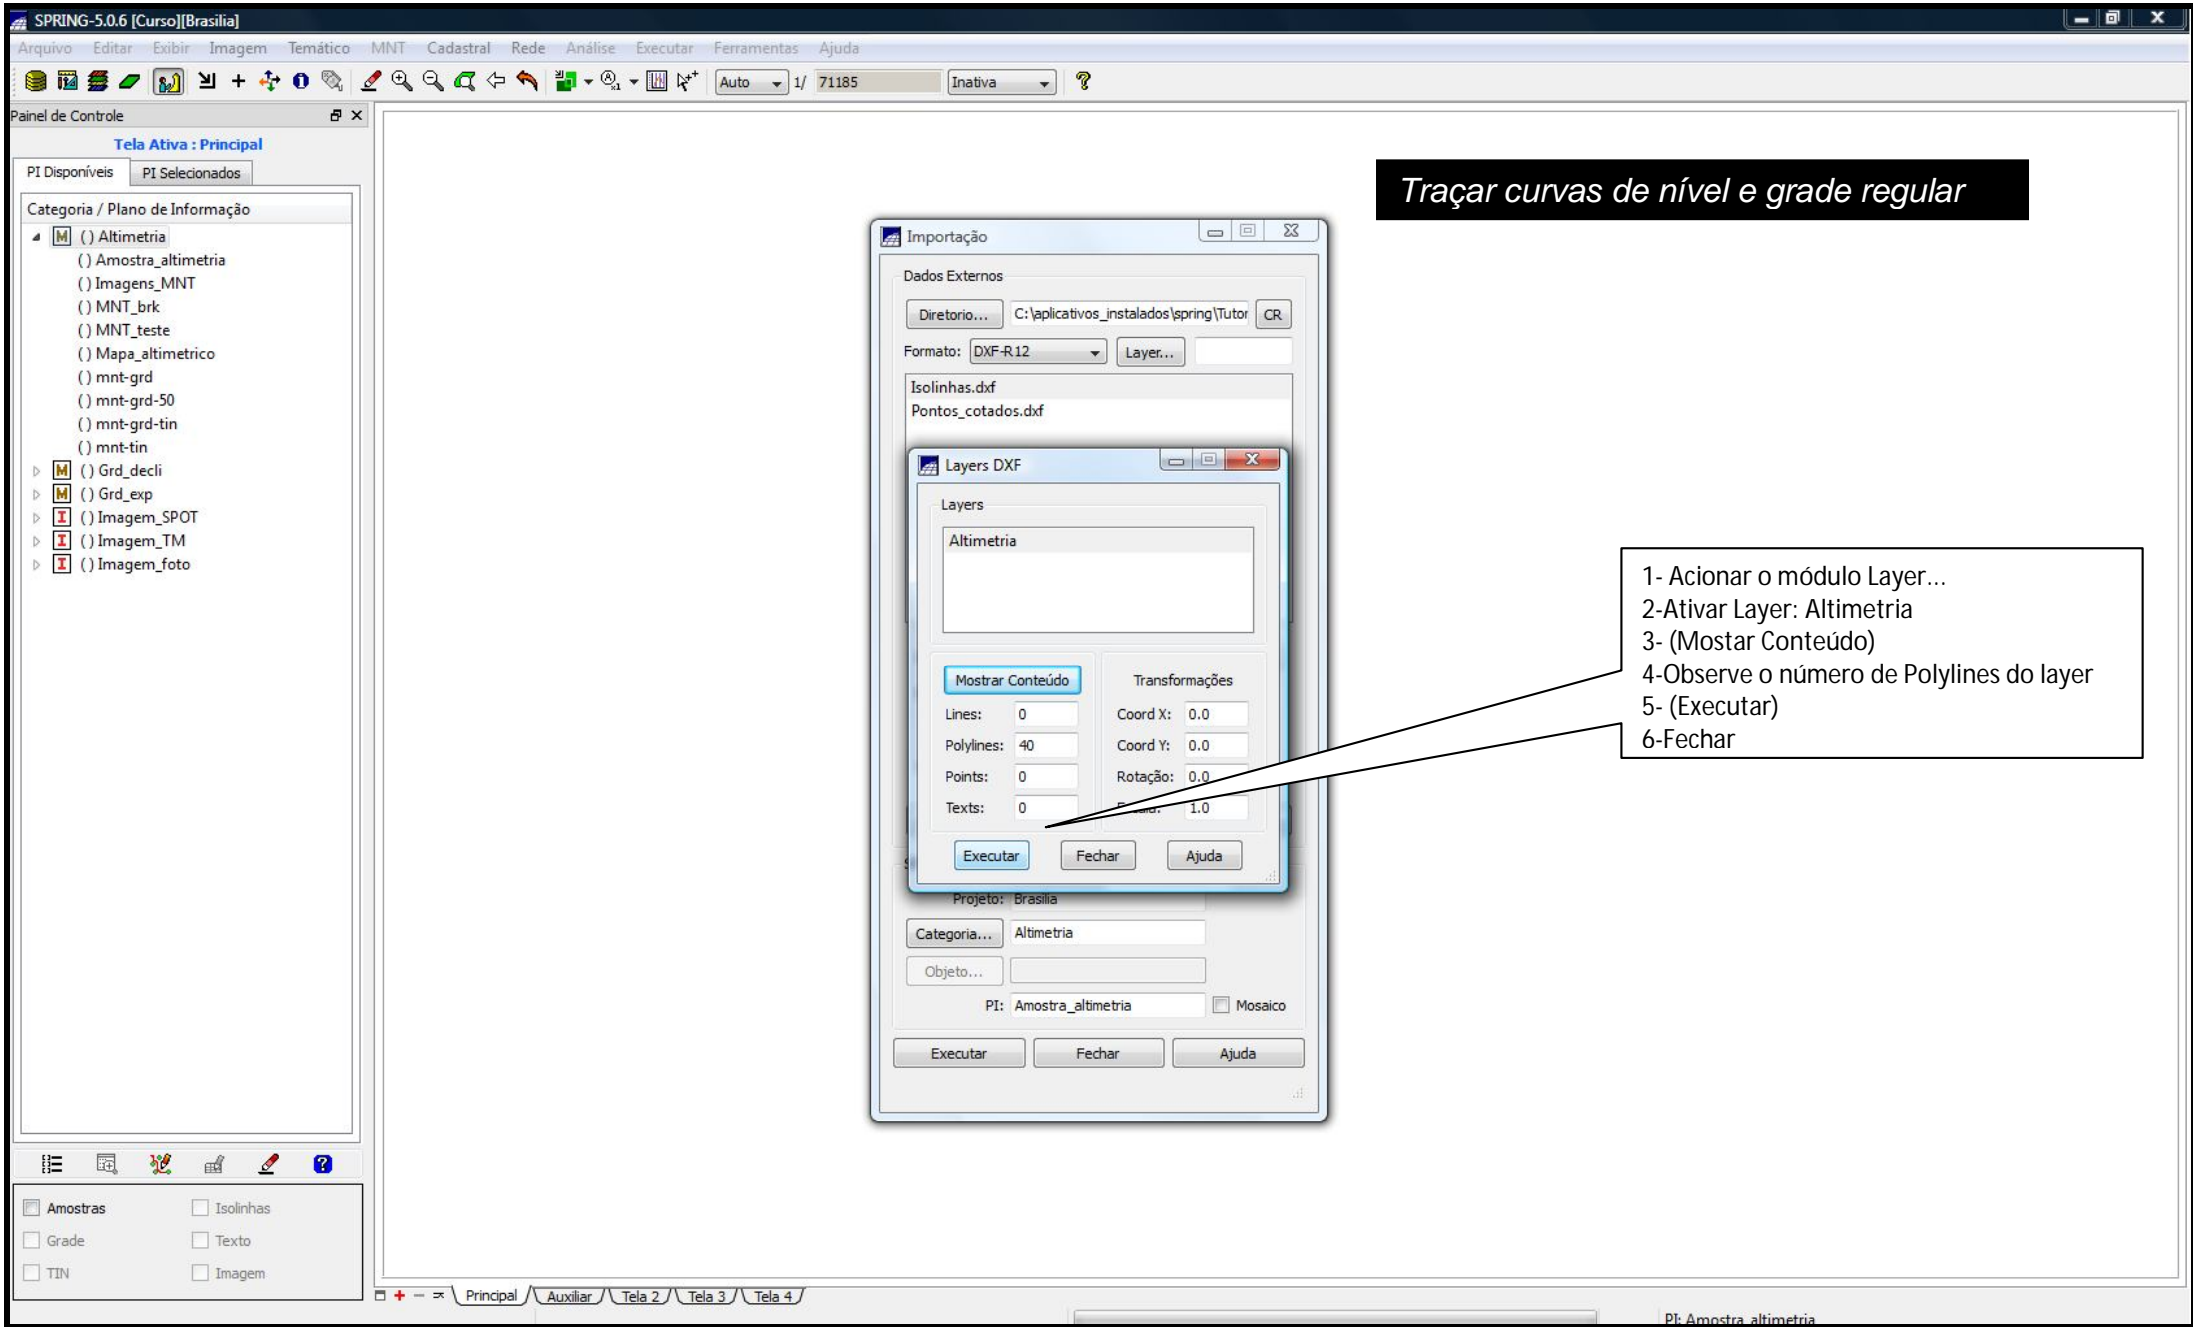 SPRING-5.0.6 [Curso][Brasilia]
Arquivo Editar Exibir Imagem Temático MNT Cadastral Rede Análise Executar Ferramentas Ajuda
Auto 1/ 71185 Inativa
Painel de Controle
Tela Ativa : Principal
PI Disponíveis PI Selecionados
Categoria / Plano de Informação
M ( ) Altimetria
( ) Amostra_altimetria
( ) Imagens_MNT
( ) MNT_brk
( ) MNT_teste
( ) Mapa_altimetrico
( ) mnt-grd
( ) mnt-grd-50
( ) mnt-grd-tin
( ) mnt-tin
M ( ) Grd_decli
M ( ) Grd_exp
I ( ) Imagem_SPOT
I ( ) Imagem_TM
I ( ) Imagem_foto
Amostras Isolinhas
Grade Texto
TIN Imagem
Traçar curvas de nível e grade regular
Importação
Dados Externos
Diretorio... C:\aplicativos_instalados\spring\Tutor CR
Formato: DXF-R12 Layer...
Isolinhas.dxf
Pontos_cotados.dxf
Layers DXF
Layers
Altimetria
Mostrar Conteúdo Transformações
Lines: 0 Coord X: 0.0
Polylines: 40 Coord Y: 0.0
Points: 0 Rotação: 0.0
Texts: 0 1.0
Executar Fechar Ajuda
Projeto: Brasilia
Categoria... Altimetria
Objeto...
PI: Amostra_altimetria Mosaico
Executar Fechar Ajuda
1- Acionar o módulo Layer...
2-Ativar Layer: Altimetria
3- (Mostar Conteúdo)
4-Observe o número de Polylines do layer
5- (Executar)
6-Fechar
Principal Auxiliar Tela 2 Tela 3 Tela 4
PI: Amostra_altimetria